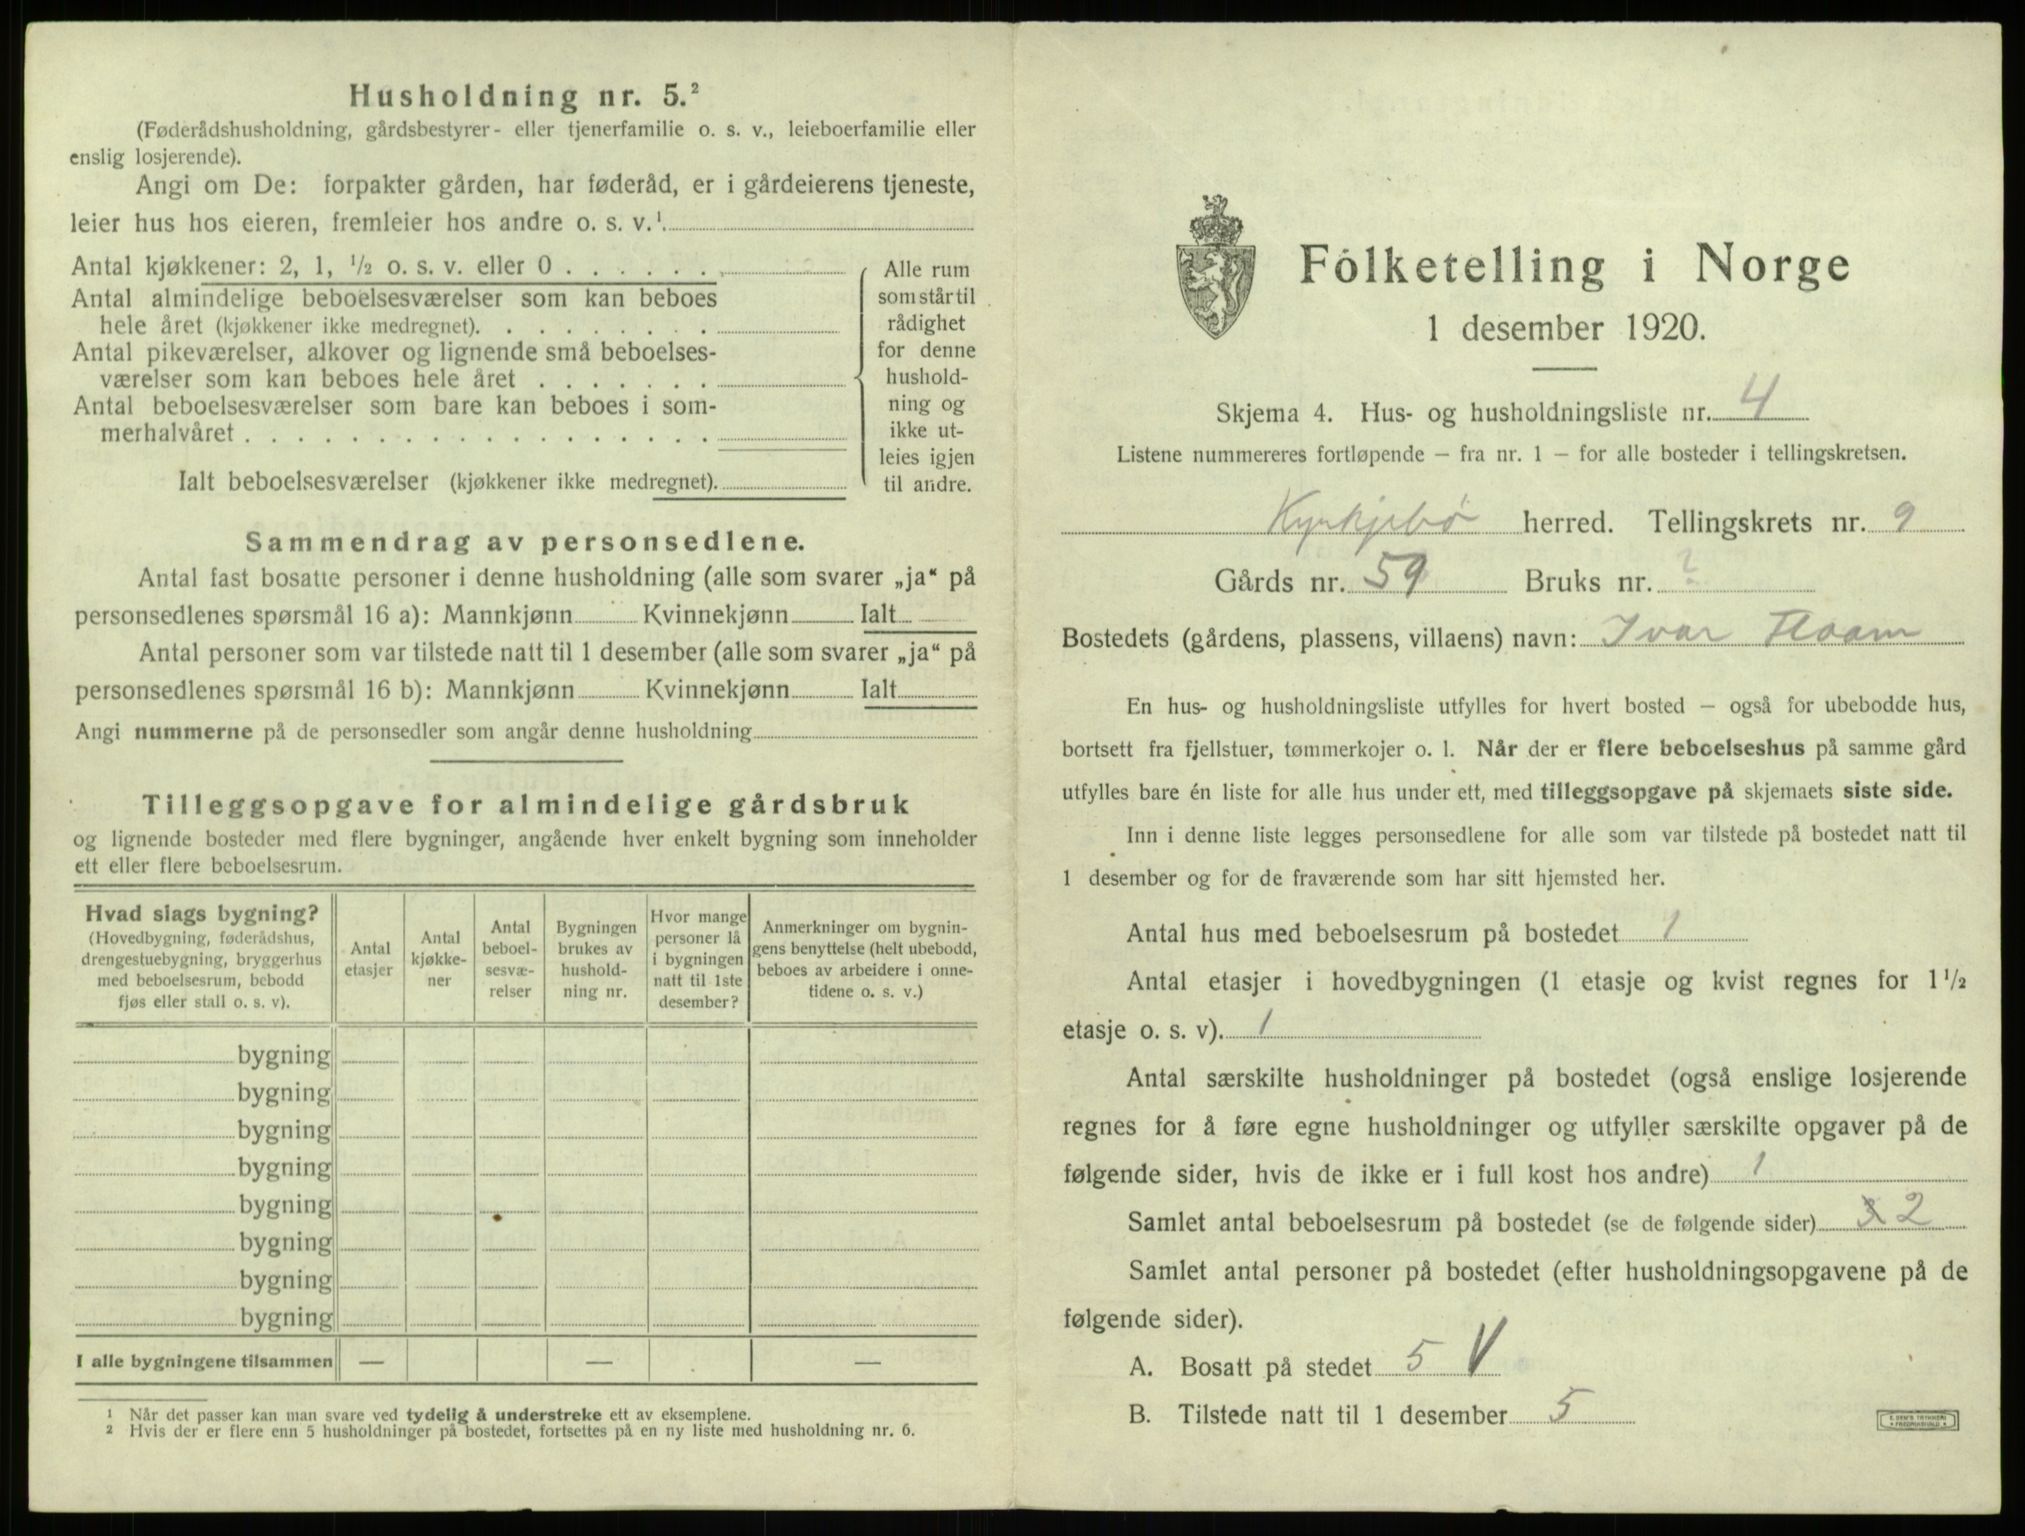 Husholdning nr. 5.²
(Føderådshusholdning, gårdsbestyrer- eller tjenerfamilie o. s. v., leieboerfamilie eller
enslig losjerende).
Angi om De: forpakter gården, har føderåd, er i gårdeierens tjeneste,
leier hus hos eieren, fremleier hos andre o. s. v.¹.
Antal kjøkkener: 2, 1, ½ o. s. v. eller 0 . . . . . .
Antal almindelige beboelsesværelser som kan beboes
hele året (kjøkkener ikke medregnet). . . . . . . . .
Antal pikeværelser, alkover og lignende små beboelses-
værelser som kan beboes hele året . . . . . . .
Antal beboelsesværelser som bare kan beboes i som-
merhalvåret . . . . . . . . . . . . . . . . . .
Ialt beboelsesværelser (kjøkkener ikke medregnet).
Alle rum
som står til
rådighet
for denne
hushold-
ning og
ikke ut-
leies igjen
til andre.
Sammendrag av personsedlene.
Antal fast bosatte personer i denne husholdning (alle som svarer „ja“ på
personsedlenes spørsmål 16 a): Mannkjønn Kvinnekjønn Ialt
Antal personer som var tilstede natt til 1 desember (alle som svarer „ja“ på
personsedlenes spørsmål 16 b): Mannkjønn Kvinnekjønn Ialt
Angi nummerne på de personsedler som angår denne husholdning
Tilleggsopgave for almindelige gårdsbruk
og lignende bosteder med flere bygninger, angående hver enkelt bygning som inneholder
ett eller flere beboelsesrum.
Hvad slags bygning?
(Hovedbygning, føderådshus,
drengestuebygning, bryggerhus
med beboelsesrum, bebodd
fjøs eller stall o. s. v).
Antal
etasjer
Antal
kjøkke-
ner
Antal
beboel-
sesvæ-
relser
Bygningen
brukes av
hushold-
ning nr.
Hvor mange
personer lå
i bygningen
natt til 1ste
desember?
Anmerkninger om bygnin-
gens benyttelse (helt ubebodd,
beboes av arbeidere i onne-
tidene o. s. v.)
bygning
bygning
bygning
bygning
bygning
bygning
bygning
bygning
I alle bygningene tilsammen — — —
¹ Når det passer kan man svare ved tydelig å understreke ett av eksemplene.
² Hvis der er flere enn 5 husholdninger på bostedet, fortsettes på en ny liste med husholdning nr. 6.
Folketelling i Norge
1 desember 1920.
Skjema 4. Hus- og husholdningsliste nr. 4
Listene nummereres fortløpende – fra nr. 1 – for alle bosteder i tellingskretsen.
Kyrkjebø herred. Tellingskrets nr. 9
Gårds nr. 59 Bruks nr. ?
Bostedets (gårdens, plassens, villaens) navn: Ivar Floam
En hus- og husholdningsliste utfylles for hvert bosted – også for ubebodde hus,
bortsett fra fjellstuer, tømmerkojer o. l. Når der er flere beboelseshus på samme gård
utfylles bare én liste for alle hus under ett, med tilleggsopgave på skjemaets siste side.
Inn i denne liste legges personsedlene for alle som var tilstede på bostedet natt til
1 desember og for de fraværende som har sitt hjemsted her.
Antal hus med beboelsesrum på bostedet 1
Antal etasjer i hovedbygningen (1 etasje og kvist regnes for 1½
etasje o. s. v). 1
Antal særskilte husholdninger på bostedet (også enslige losjerende
regnes for å føre egne husholdninger og utfyller særskilte opgaver på de
følgende sider, hvis de ikke er i full kost hos andre) 1
Samlet antal beboelsesrum på bostedet (se de følgende sider) 2
Samlet antal personer på bostedet (efter husholdningsopgavene på de
følgende sider).
A. Bosatt på stedet 5 V
B. Tilstede natt til 1 desember 5